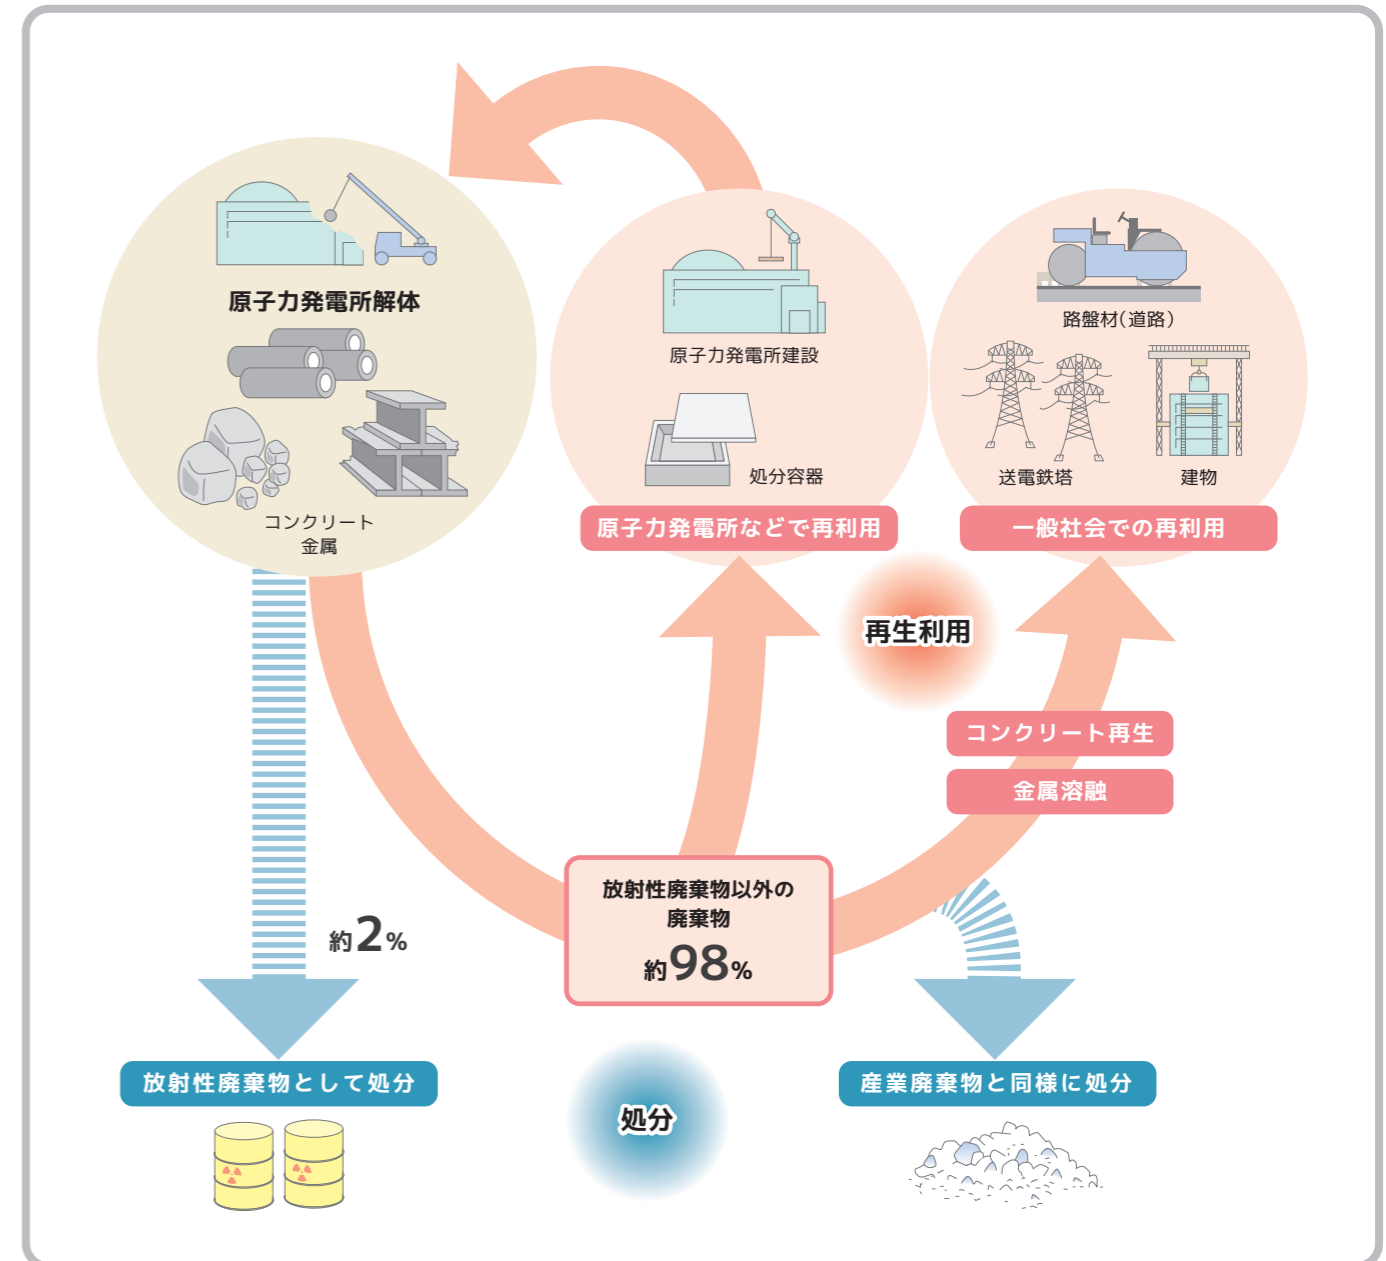 原子力発電所解体
コンクリート
金属
原子力発電所建設
処分容器
原子力発電所などで再利用
路盤材(道路)
送電鉄塔
建物
一般社会での再利用
再生利用
コンクリート再生
金属溶融
放射性廃棄物以外の
廃棄物
約98%
約2%
放射性廃棄物として処分
処分
産業廃棄物と同様に処分